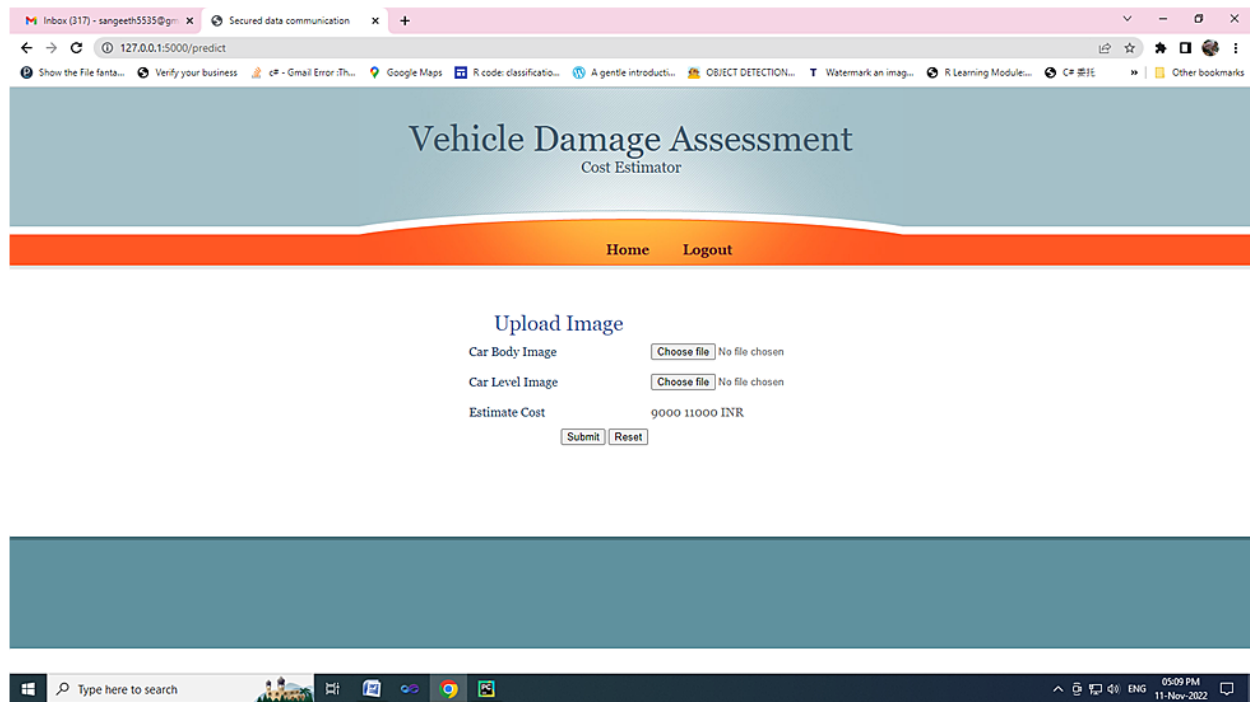 Inbox (317) - sangeeth5535@gm
Secured data communication
127.0.0.1:5000/predict
Show the File fanta... Verify your business c# - Gmail Error :Th... Google Maps R code: classificatio... A gentle introducti... OBJECT DETECTION... Watermark an imag... R Learning Module:... C# 委托 » Other bookmarks
Vehicle Damage Assessment
Cost Estimator
Home Logout
Upload Image
Car Body Image Choose file No file chosen
Car Level Image Choose file No file chosen
Estimate Cost 9000 11000 INR
Submit Reset
Type here to search
ENG
05:09 PM
11-Nov-2022